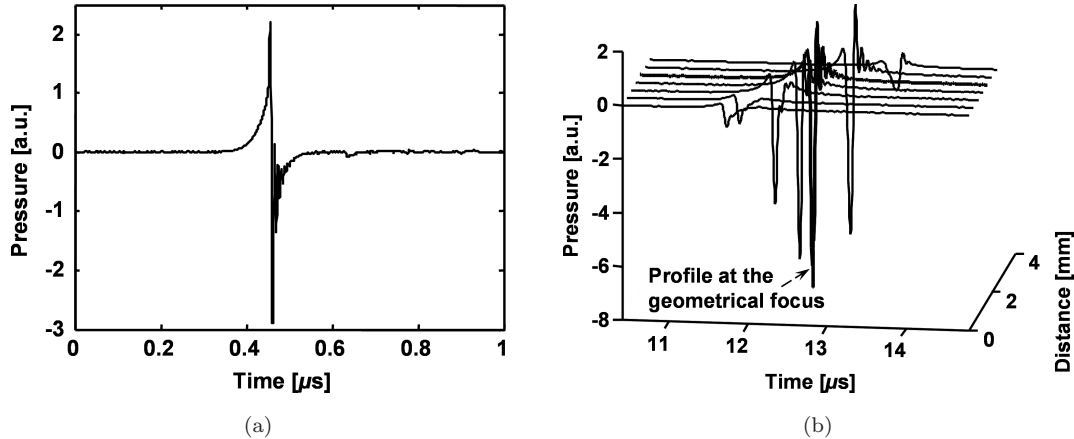 2
1
0
-1
-2
-3
Pressure [a.u.]
0
0.2
0.4
0.6
0.8
1
Time [µs]
(a)
2
0
-2
-4
-6
-8
Pressure [a.u.]
Profile at the
geometrical focus
11
12
13
14
Time [µs]
0
2
4
Distance [mm]
(b)